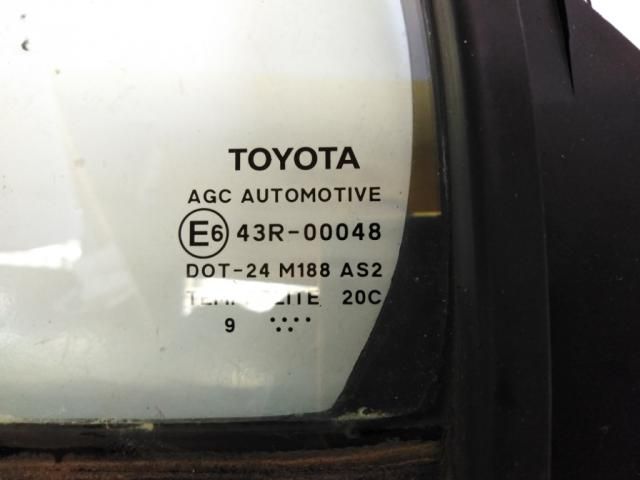 TOYOTA
AGC AUTOMOTIVE
E6 43R-00048
DOT-24 M188 AS2
20C
9